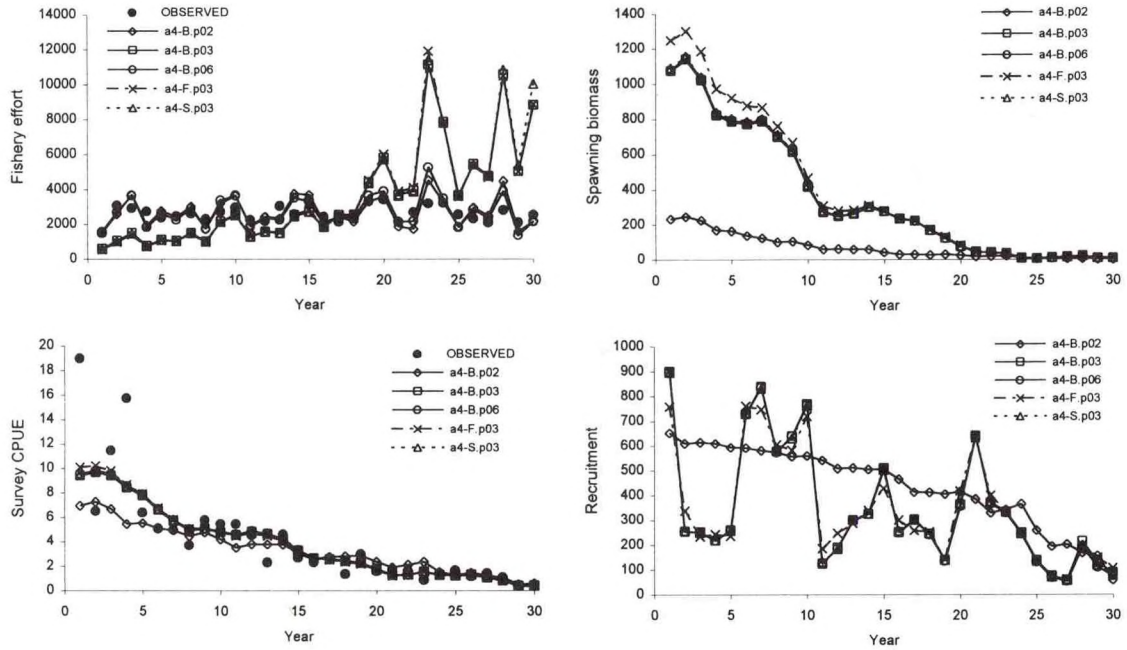 OBSERVED
a4-B.p02
a4-B.p03
a4-B.p06
a4-F.p03
a4-S.p03
Fishery effort
14000
12000
10000
8000
6000
4000
2000
0
0 5 10 15 20 25 30
Year
a4-B.p02
a4-B.p03
a4-B.p06
a4-F.p03
a4-S.p03
Spawning biomass
1400
1200
1000
800
600
400
200
0
0 5 10 15 20 25 30
Year
OBSERVED
a4-B.p02
a4-B.p03
a4-B.p06
a4-F.p03
a4-S.p03
Survey CPUE
20
18
16
14
12
10
8
6
4
2
0
0 5 10 15 20 25 30
Year
a4-B.p02
a4-B.p03
a4-B.p06
a4-F.p03
a4-S.p03
Recruitment
1000
900
800
700
600
500
400
300
200
100
0
0 5 10 15 20 25 30
Year